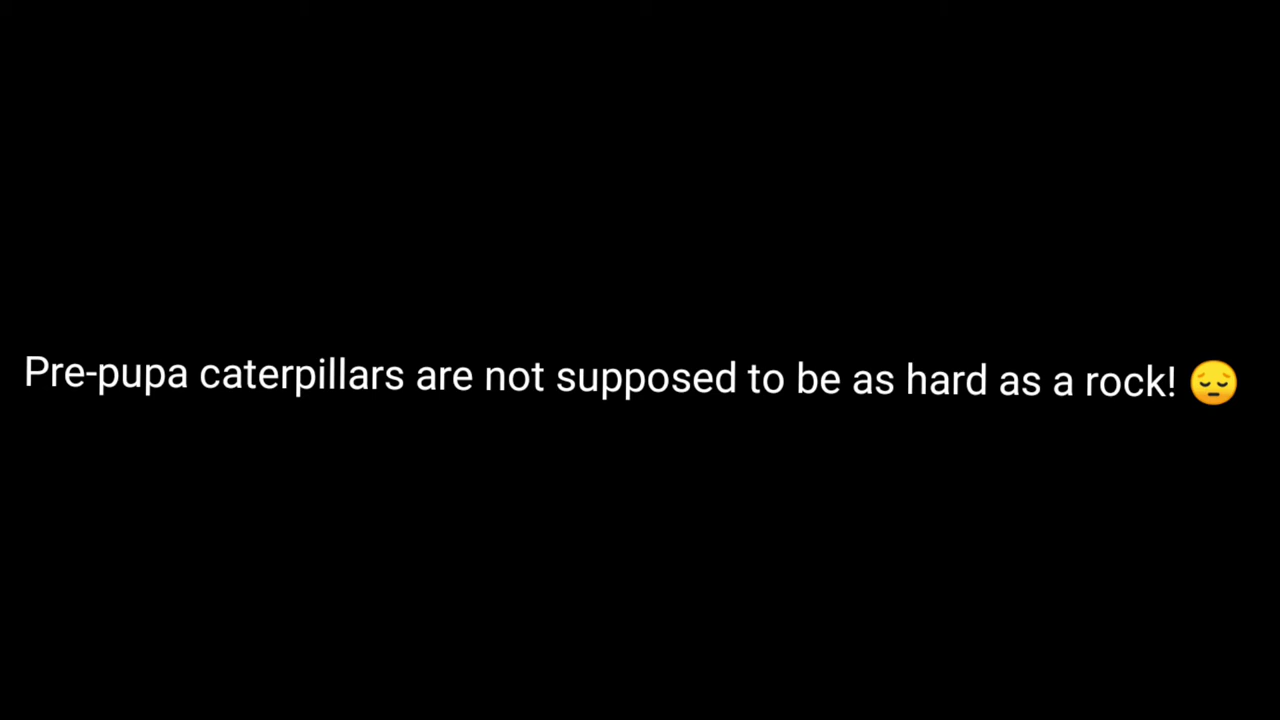 Pre-pupa caterpillars are not supposed to be as hard as a rock! 😔